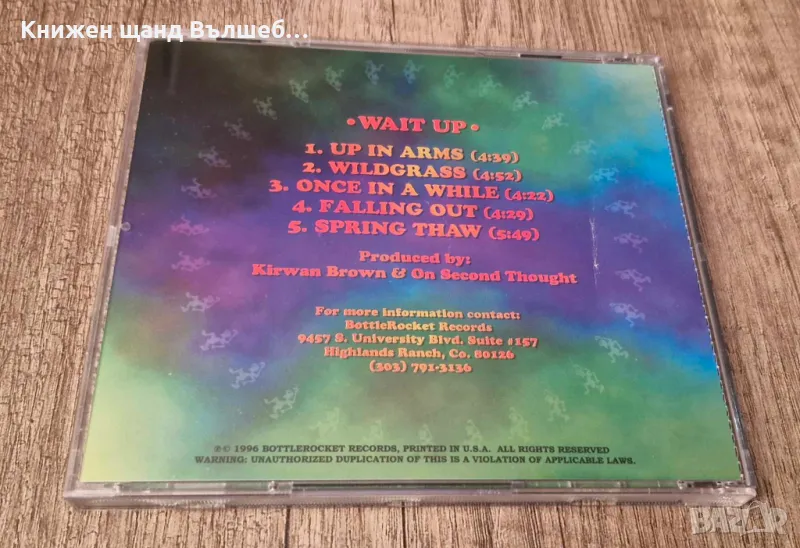 Книжен щанд Вълшеб...
•WAIT UP•
1. UP IN ARMS (4:39)
2. WILDGRASS (4:52)
3. ONCE IN A WHILE (4:22)
4. FALLING OUT (4:29)
5. SPRING THAW (5:49)
Produced by:
Kirwan Brown & On Second Thought
For more information contact:
BottleRocket Records
9457 S. University Blvd. Suite #157
Highlands Ranch, Co. 80126
(303) 791-3136
℗© 1996 BOTTLEROCKET RECORDS, PRINTED IN U.S.A. ALL RIGHTS RESERVED
WARNING: UNAUTHORIZED DUPLICATION OF THIS IS A VIOLATION OF APPLICABLE LAWS.
BAZAR